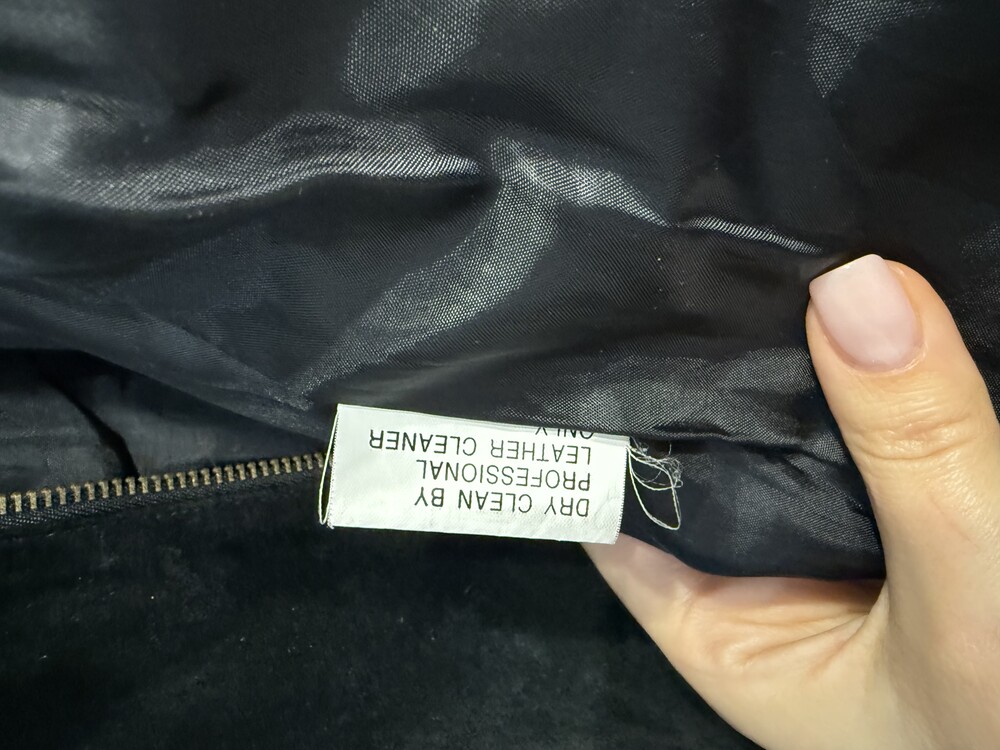 DRY CLEAN BY
PROFESSIONAL
LEATHER CLEANER
ONLY